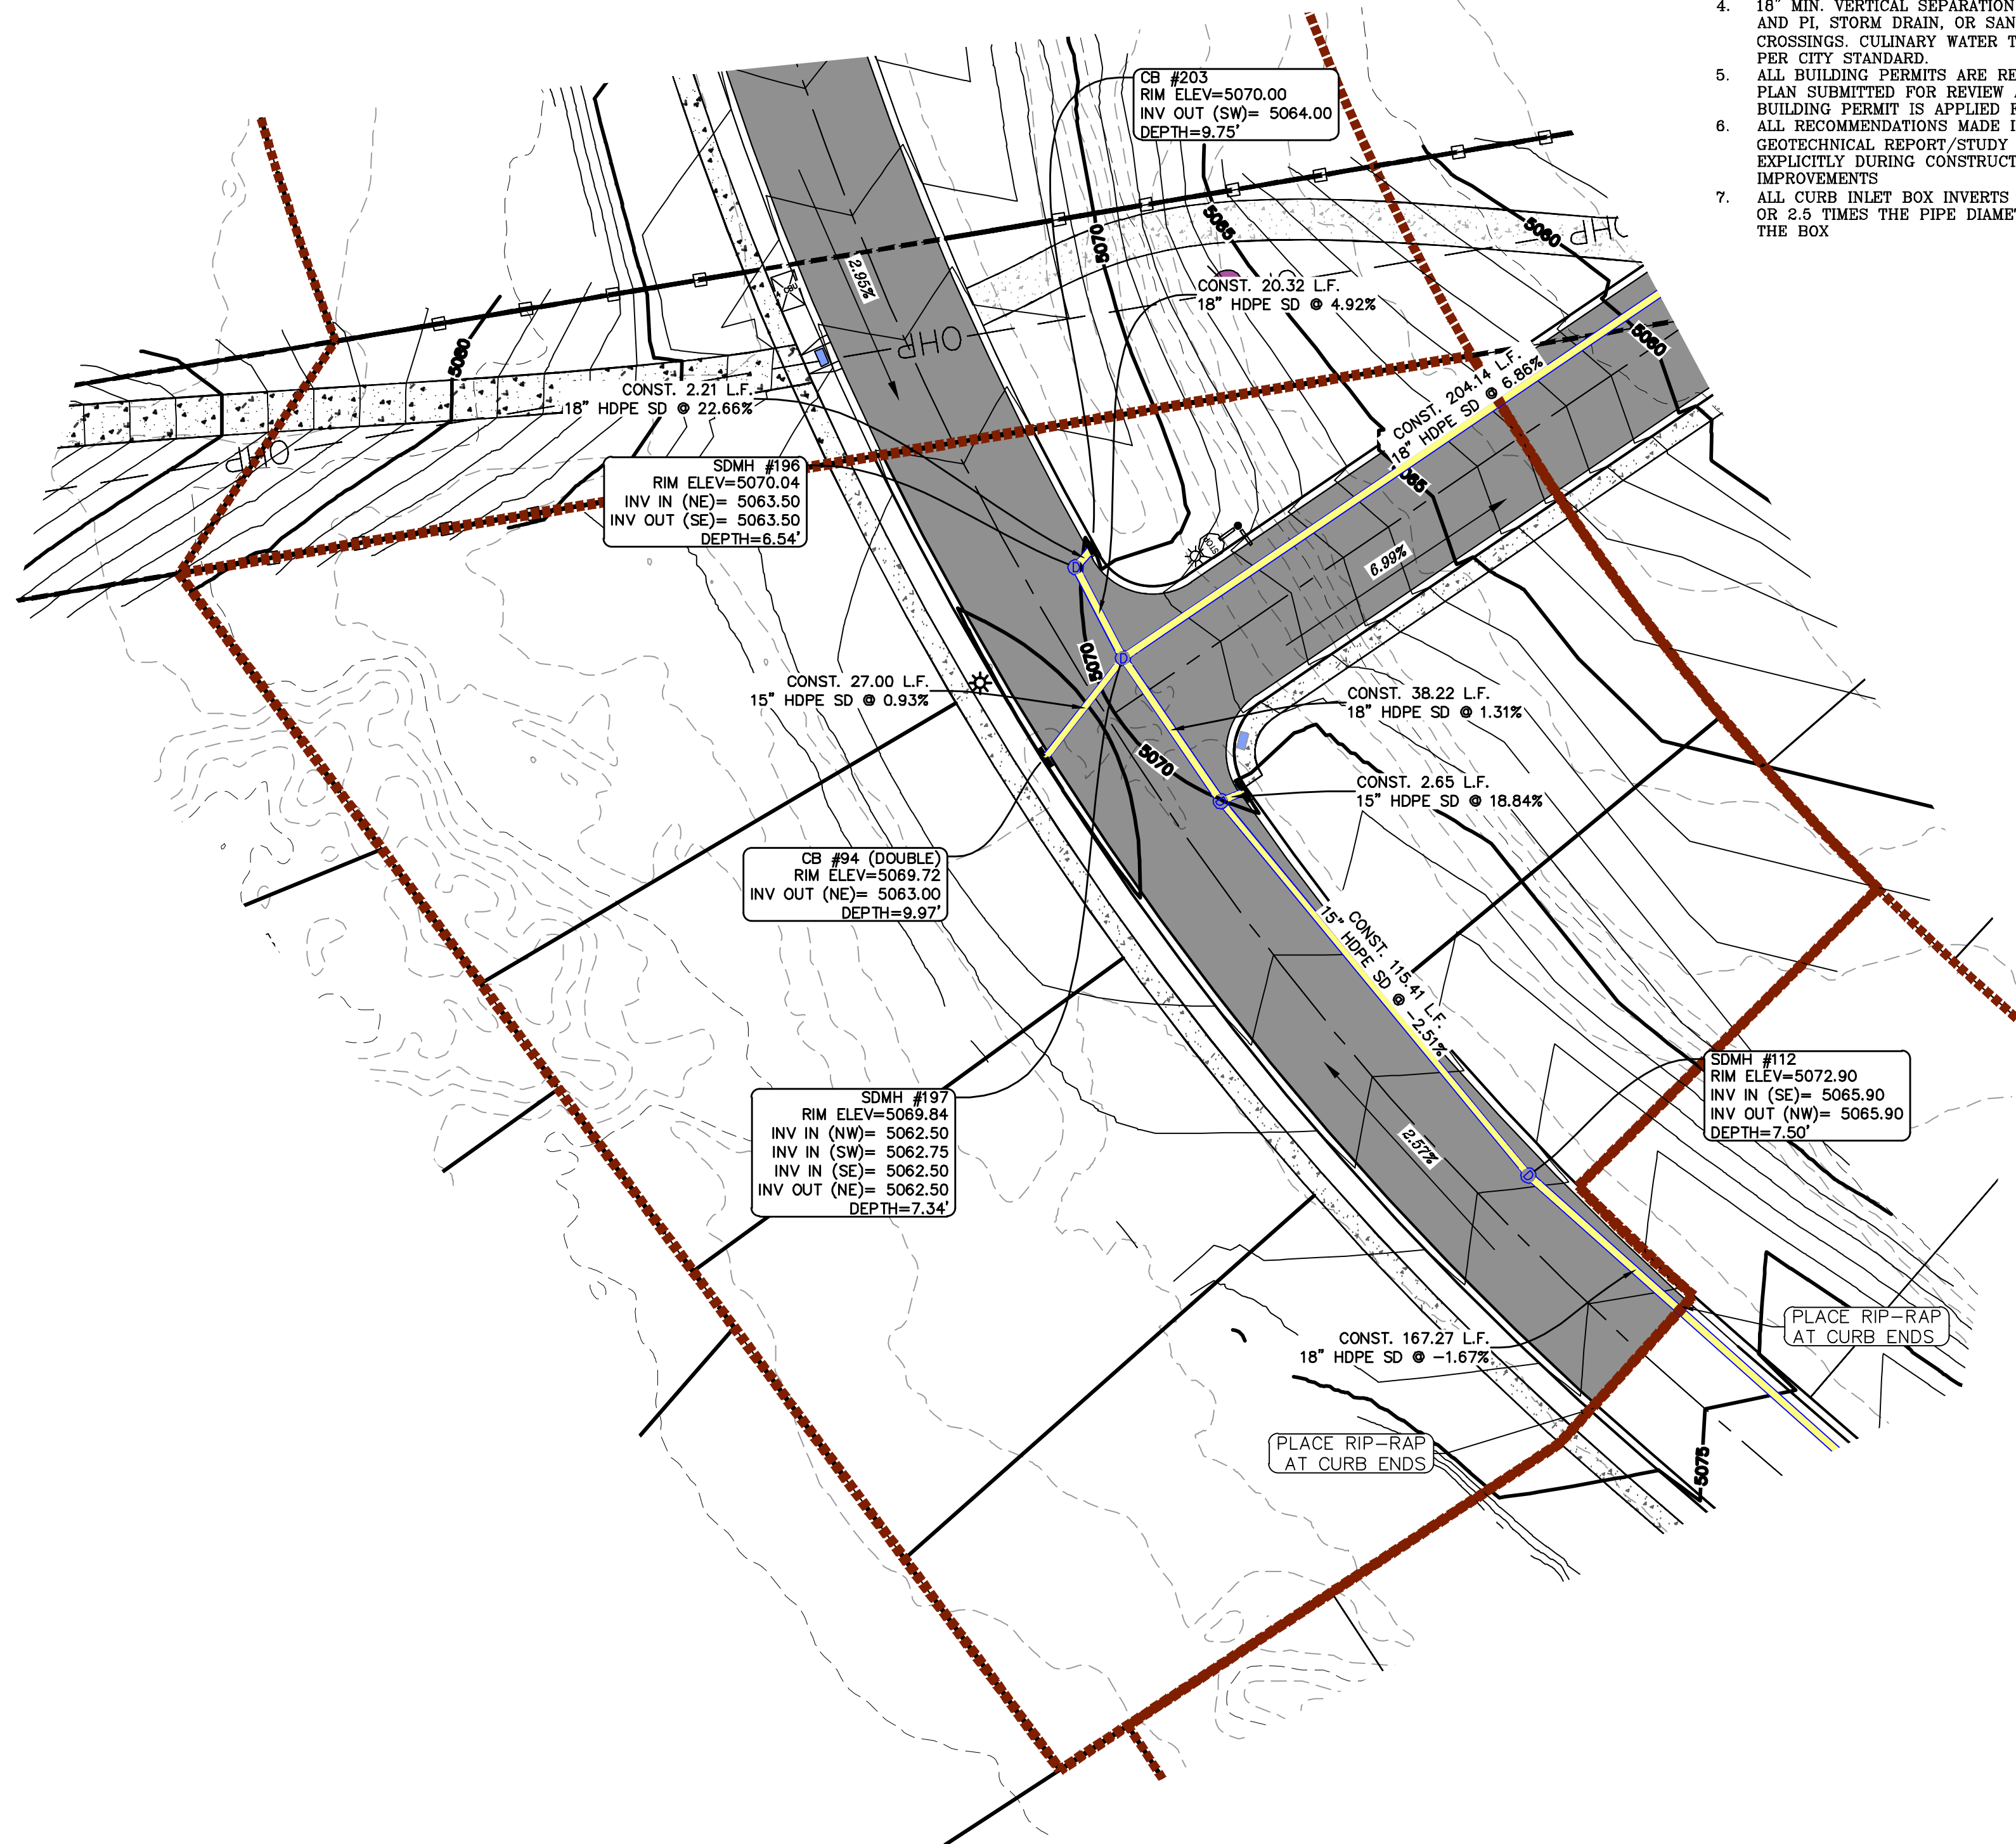 4. 18" MIN. VERTICAL SEPARATION
AND PI, STORM DRAIN, OR SAN
CROSSINGS. CULINARY WATER T
PER CITY STANDARD.
5. ALL BUILDING PERMITS ARE RE
PLAN SUBMITTED FOR REVIEW
BUILDING PERMIT IS APPLIED F
6. ALL RECOMMENDATIONS MADE I
GEOTECHNICAL REPORT/STUDY
EXPLICITLY DURING CONSTRUCT
IMPROVEMENTS
7. ALL CURB INLET BOX INVERTS
OR 2.5 TIMES THE PIPE DIAME
THE BOX
CB #203
RIM ELEV=5070.00
INV OUT (SW)= 5064.00
DEPTH=9.75'
5070
5065
5060
OHP
2.95%
CBU
CONST. 20.32 L.F.
18" HDPE SD @ 4.92%
OHP
5060
5060
CONST. 204.14 L.F.
18" HDPE SD @ 6.86%
CONST. 2.21 L.F.
18" HDPE SD @ 22.66%
OHP
SDMH #196
RIM ELEV=5070.04
INV IN (NE)= 5063.50
INV OUT (SE)= 5063.50
DEPTH=6.54'
5065
STOP
6.99%
D
D
5070
CONST. 27.00 L.F.
15" HDPE SD @ 0.93%
CONST. 38.22 L.F.
18" HDPE SD @ 1.31%
5070
CONST. 2.65 L.F.
15" HDPE SD @ 18.84%
D
CB #94 (DOUBLE)
RIM ELEV=5069.72
INV OUT (NE)= 5063.00
DEPTH=9.97'
CONST. 115.41 L.F.
15" HDPE SD @ -2.51%
SDMH #112
RIM ELEV=5072.90
INV IN (SE)= 5065.90
INV OUT (NW)= 5065.90
DEPTH=7.50'
SDMH #197
RIM ELEV=5069.84
INV IN (NW)= 5062.50
INV IN (SW)= 5062.75
INV IN (SE)= 5062.50
INV OUT (NE)= 5062.50
DEPTH=7.34'
2.57%
D
PLACE RIP-RAP
AT CURB ENDS
CONST. 167.27 L.F.
18" HDPE SD @ -1.67%
PLACE RIP-RAP
AT CURB ENDS
5075